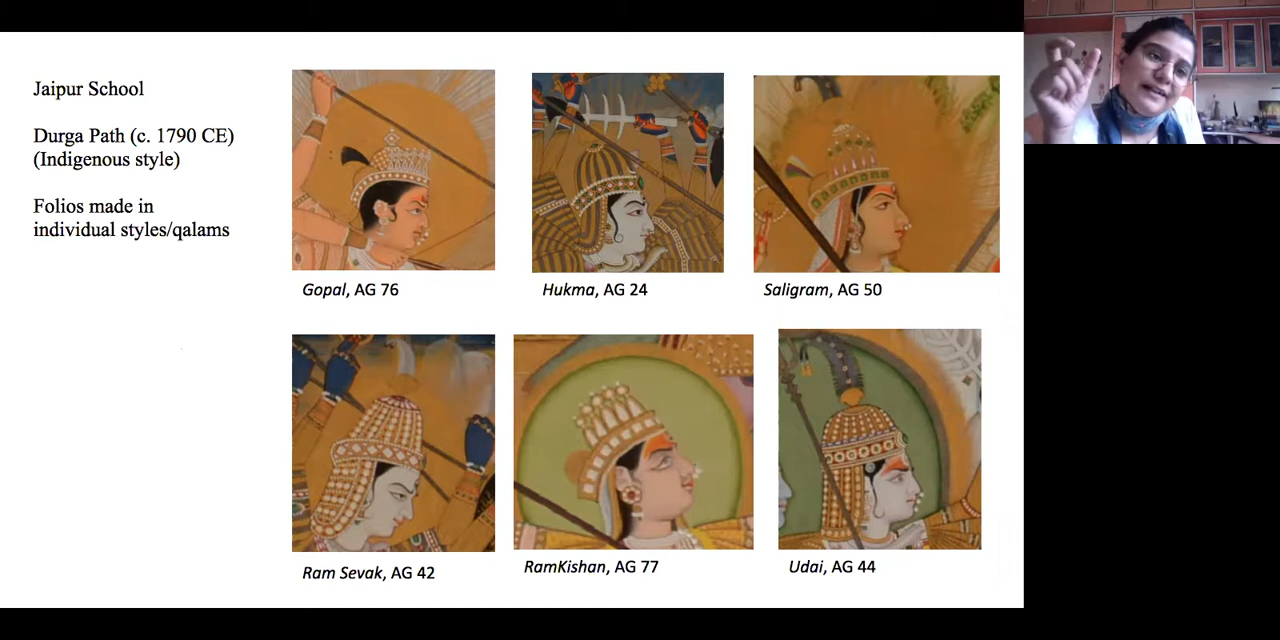 Jaipur School
Durga Path (c. 1790 CE)
(Indigenous style)
Folios made in
individual styles/qalams
Gopal, AG 76
Hukma, AG 24
Saligram, AG 50
Ram Sevak, AG 42
RamKishan, AG 77
Udai, AG 44